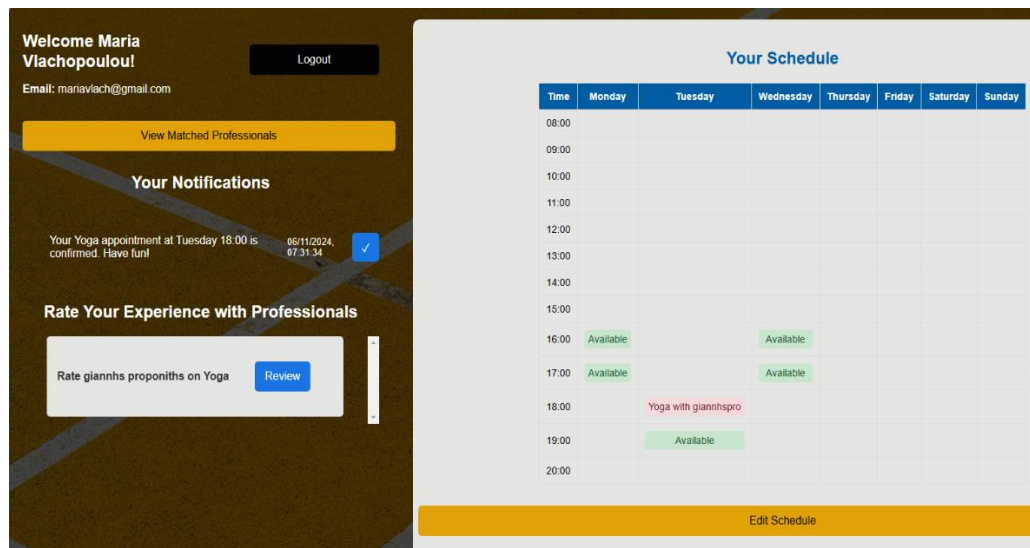 Welcome Maria
Vlachopoulou!
Logout
Email: mariavlach@gmail.com
View Matched Professionals
Your Notifications
Your Yoga appointment at Tuesday 18:00 is
confirmed. Have fun!
06/11/2024,
07:31:34
✓
Rate Your Experience with Professionals
Rate giannhs proponiths on Yoga
Review
Your Schedule
Time Monday Tuesday Wednesday Thursday Friday Saturday Sunday
08:00
09:00
10:00
11:00
12:00
13:00
14:00
15:00
16:00 Available Available
17:00 Available Available
18:00 Yoga with giannhspro
19:00 Available
20:00
Edit Schedule